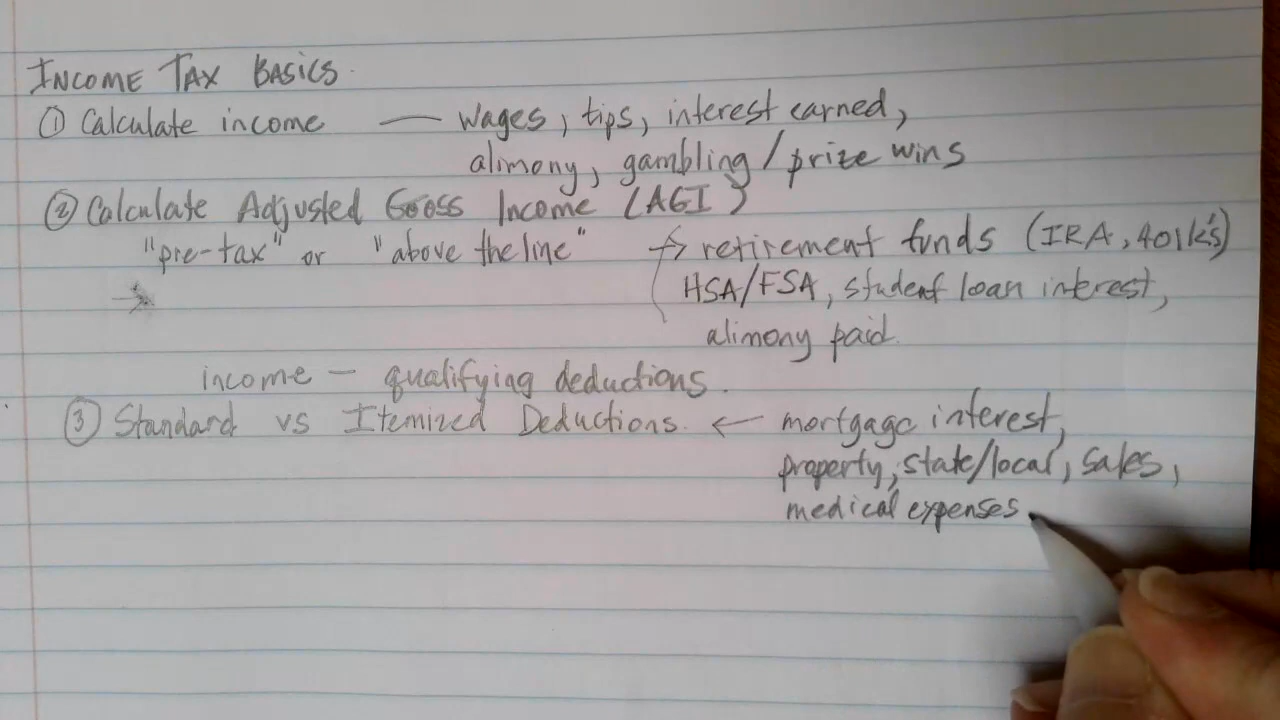 INCOME TAX BASICS.
① Calculate income — wages, tips, interest earned,
alimony, gambling/prize wins
② Calculate Adjusted Gross Income (AGI)
"pre-tax" or "above the line" → retirement funds (IRA, 401k's)
HSA/FSA, student loan interest,
alimony paid.
income – qualifying deductions.
③ Standard vs Itemized Deductions. ← mortgage interest,
property, state/local, sales,
medical expenses